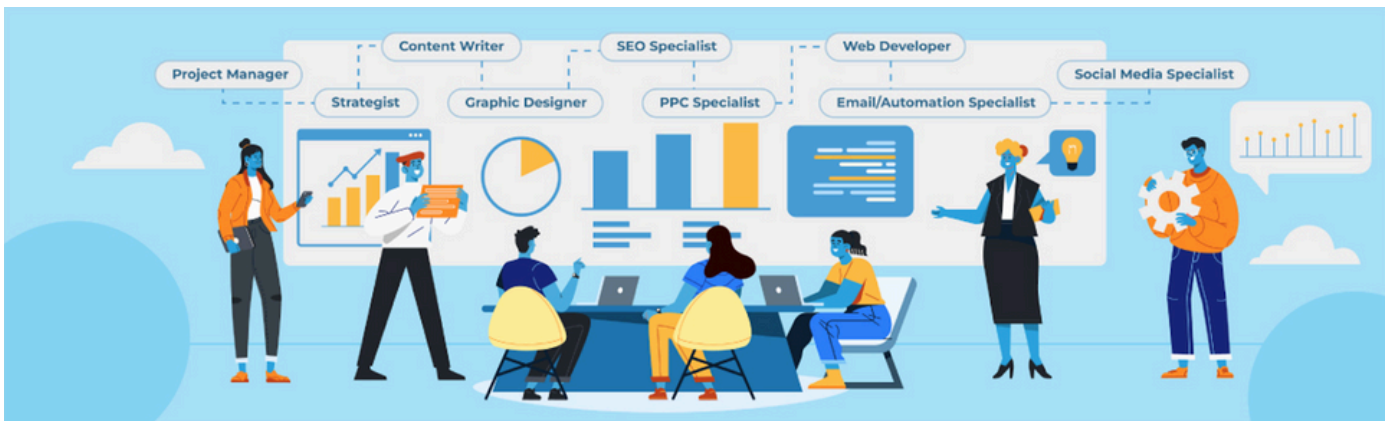 Project Manager
Strategist
Content Writer
Graphic Designer
SEO Specialist
PPC Specialist
Web Developer
Email/Automation Specialist
Social Media Specialist